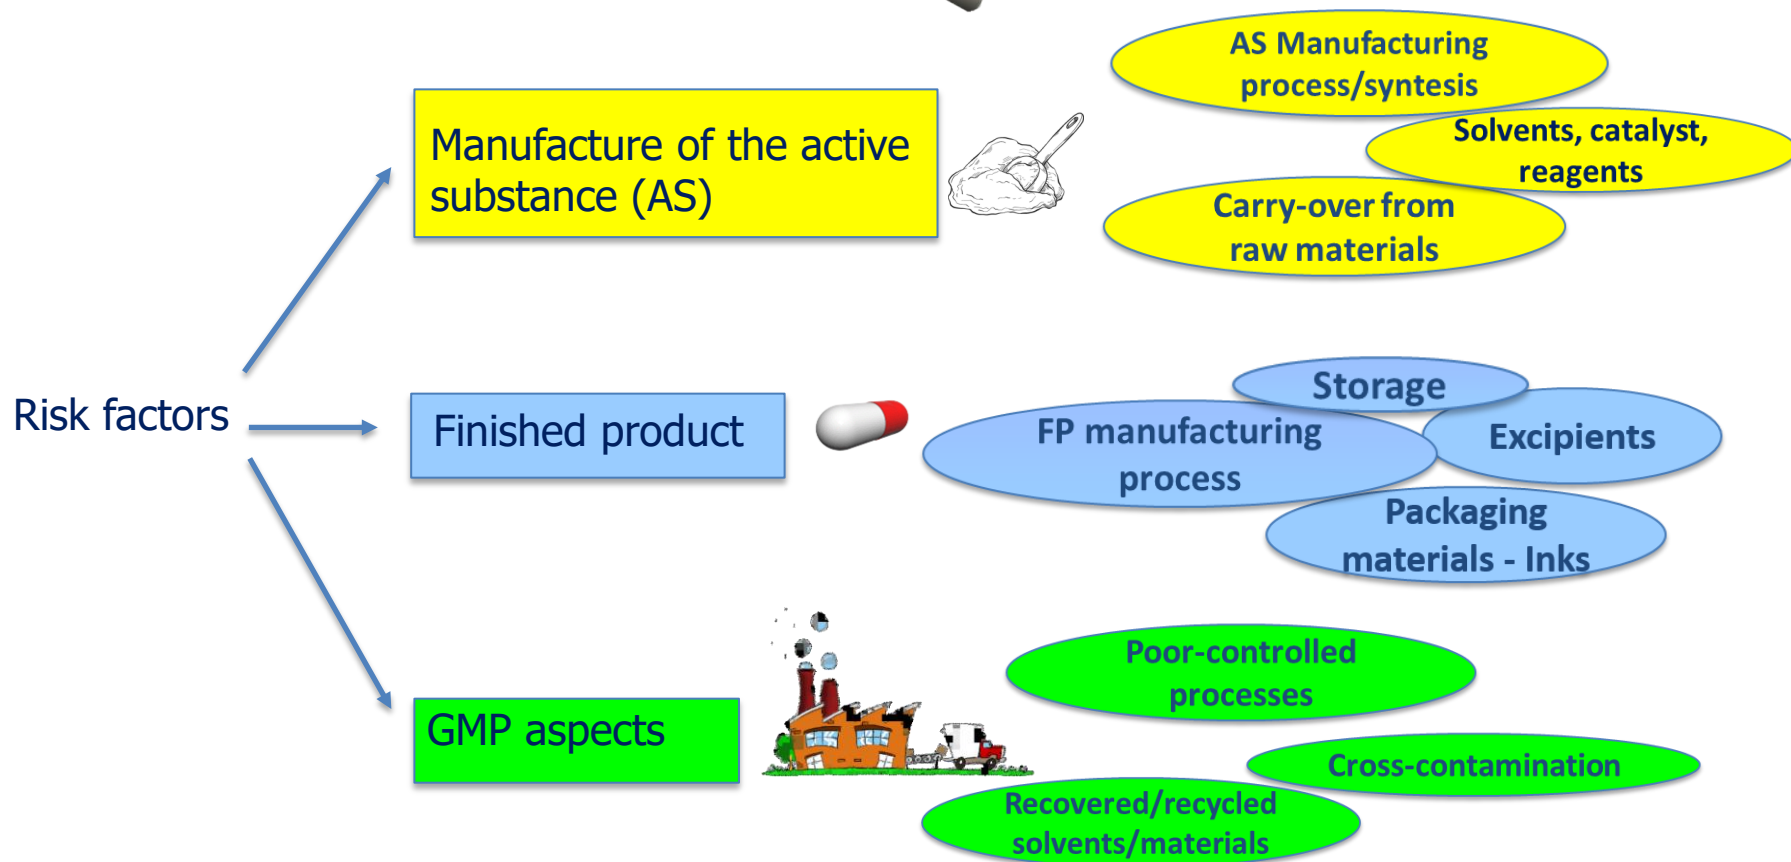 AS Manufacturing
process/syntesis
Manufacture of the active
substance (AS)
Solvents, catalyst,
reagents
Carry-over from
raw materials
Risk factors
Finished product
Storage
FP manufacturing
process
Excipients
Packaging
materials - Inks
GMP aspects
Poor-controlled
processes
Cross-contamination
Recovered/recycled
solvents/materials